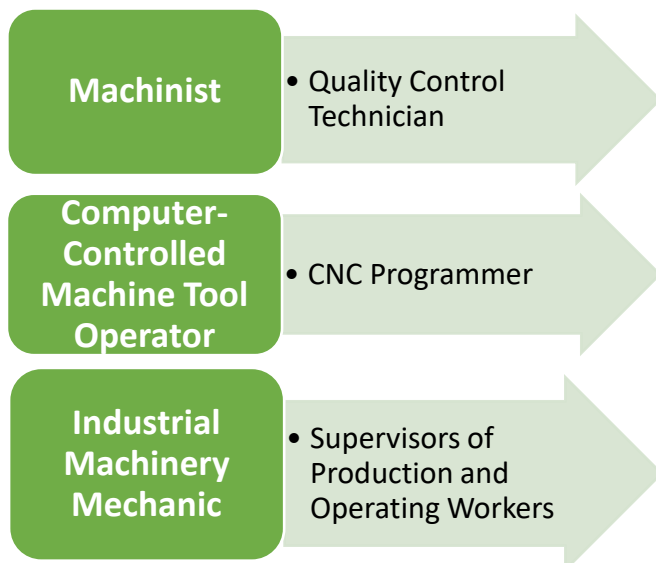 Machinist
• Quality Control
Technician
Computer-
Controlled
Machine Tool
Operator
• CNC Programmer
Industrial
Machinery
Mechanic
• Supervisors of
Production and
Operating Workers